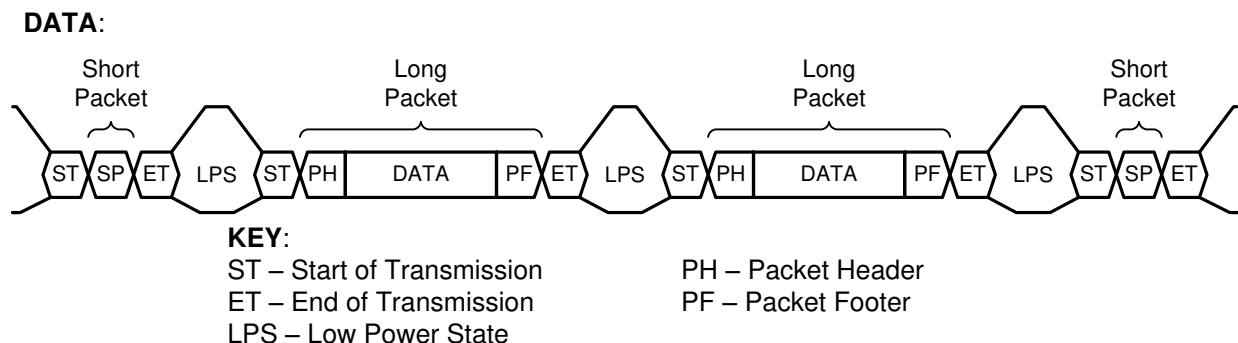 DATA:
Short
Packet
Long
Packet
Long
Packet
Short
Packet
ST SP ET LPS ST PH DATA PF ET LPS ST PH DATA PF ET LPS ST SP ET
KEY:
ST – Start of Transmission
ET – End of Transmission
LPS – Low Power State
PH – Packet Header
PF – Packet Footer